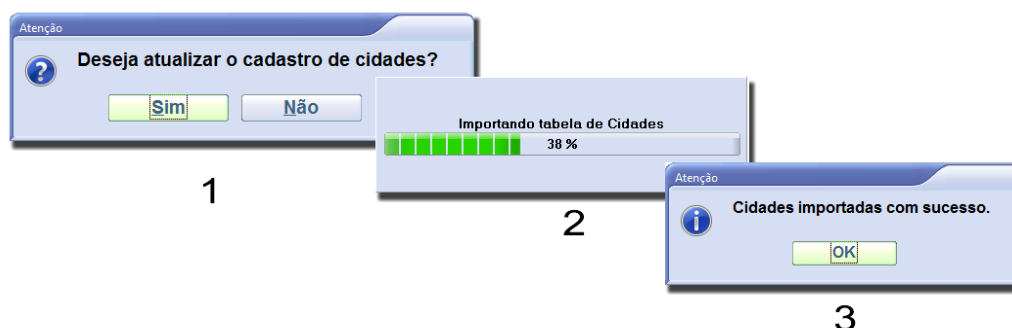 Atenção
Deseja atualizar o cadastro de cidades?
Sim
Não
1
Importando tabela de Cidades
38 %
2
Atenção
Cidades importadas com sucesso.
OK
3